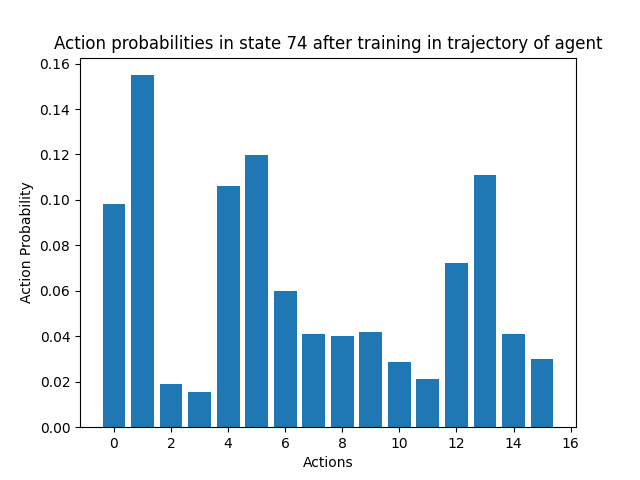 Action probabilities in state 74 after training in trajectory of agent
0.16
0.14
0.12
0.10
0.08
0.06
0.04
0.02
0.00
Action Probability
0 2 4 6 8 10 12 14 16
Actions